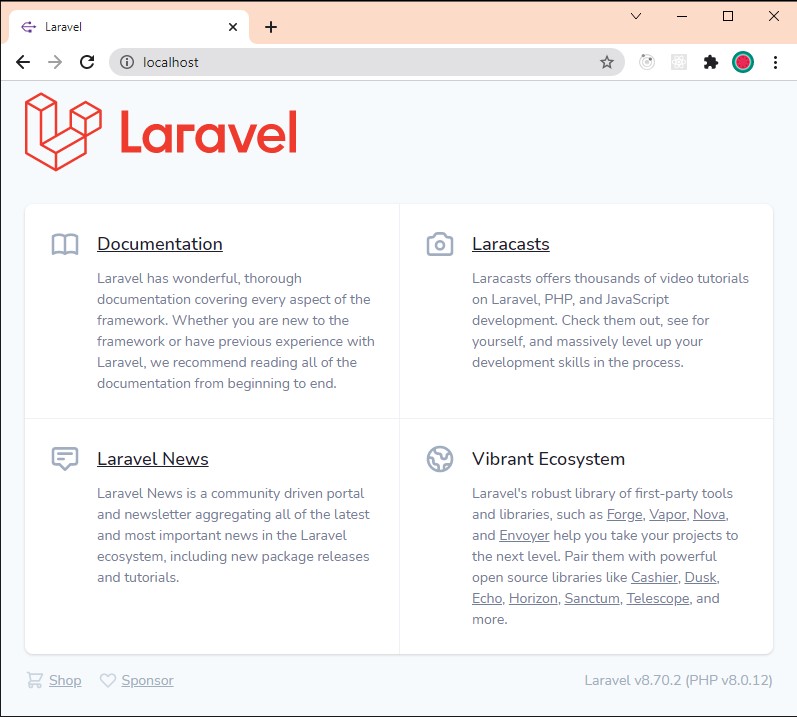 Laravel
localhost
Laravel
Documentation
Laravel has wonderful, thorough
documentation covering every aspect of the
framework. Whether you are new to the
framework or have previous experience with
Laravel, we recommend reading all of the
documentation from beginning to end.
Laracasts
Laracasts offers thousands of video tutorials
on Laravel, PHP, and JavaScript
development. Check them out, see for
yourself, and massively level up your
development skills in the process.
Laravel News
Laravel News is a community driven portal
and newsletter aggregating all of the latest
and most important news in the Laravel
ecosystem, including new package releases
and tutorials.
Vibrant Ecosystem
Laravel's robust library of first-party tools
and libraries, such as Forge, Vapor, Nova,
and Envoyer help you take your projects to
the next level. Pair them with powerful
open source libraries like Cashier, Dusk,
Echo, Horizon, Sanctum, Telescope, and
more.
Shop
Sponsor
Laravel v8.70.2 (PHP v8.0.12)